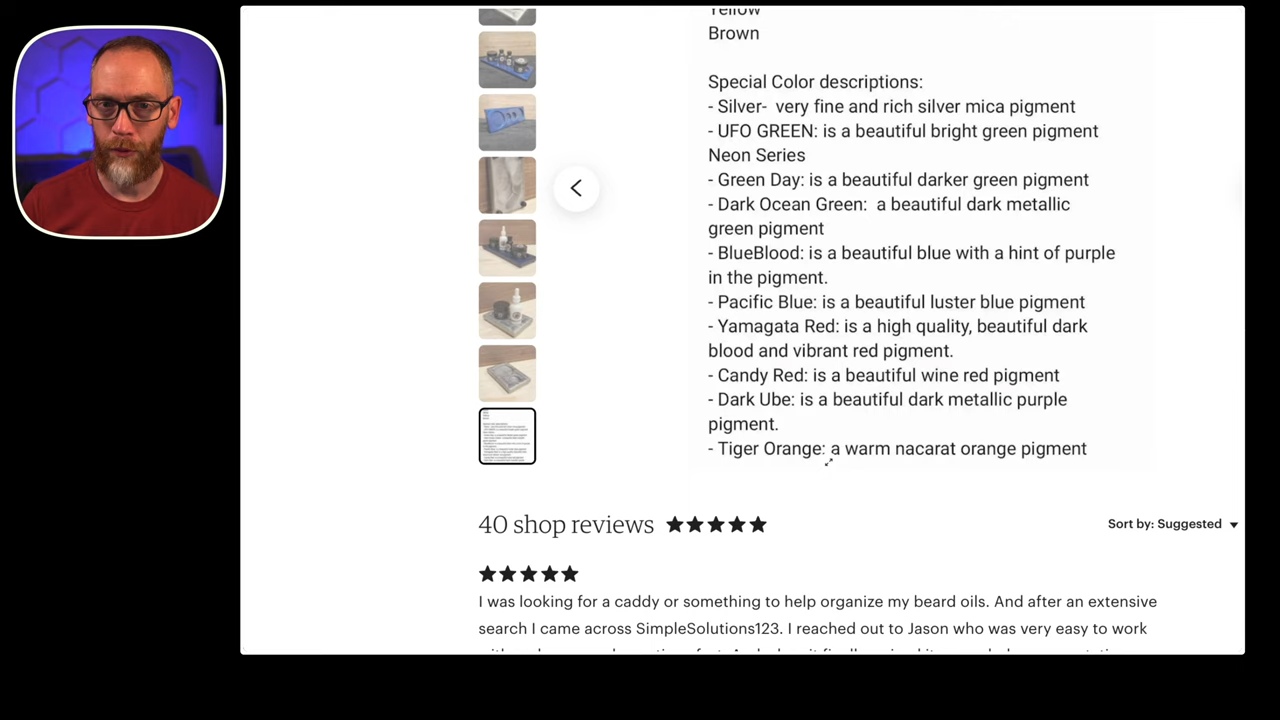 Yellow
Brown
Special Color descriptions:
- Silver-  very fine and rich silver mica pigment
- UFO GREEN: is a beautiful bright green pigment
Neon Series
- Green Day: is a beautiful darker green pigment
- Dark Ocean Green:  a beautiful dark metallic
green pigment
- BlueBlood: is a beautiful blue with a hint of purple
in the pigment.
- Pacific Blue: is a beautiful luster blue pigment
- Yamagata Red: is a high quality, beautiful dark
blood and vibrant red pigment.
- Candy Red: is a beautiful wine red pigment
- Dark Ube: is a beautiful dark metallic purple
pigment.
- Tiger Orange: a warm nacarat orange pigment
40 shop reviews
Sort by: Suggested
I was looking for a caddy or something to help organize my beard oils. And after an extensive
search I came across SimpleSolutions123. I reached out to Jason who was very easy to work